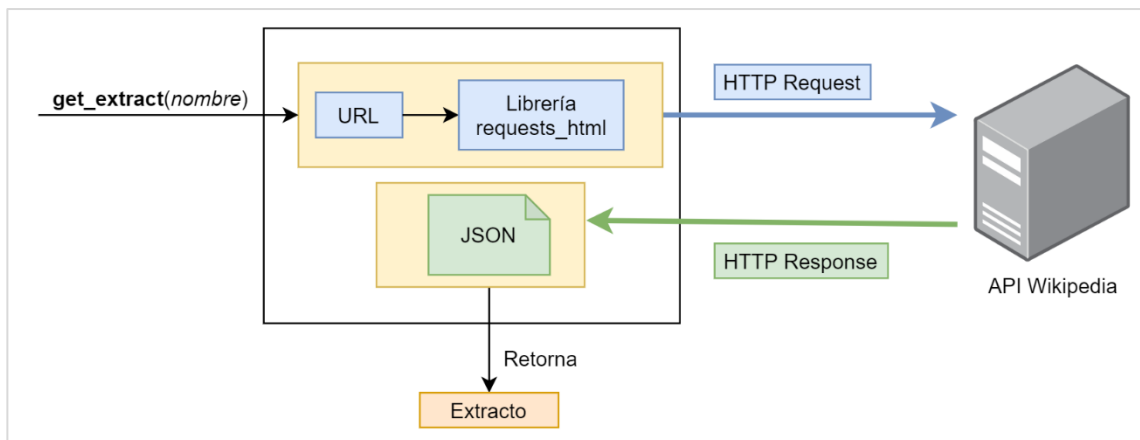 get_extract(nombre)
URL
Librería
requests_html
HTTP Request
JSON
HTTP Response
API Wikipedia
Retorna
Extracto